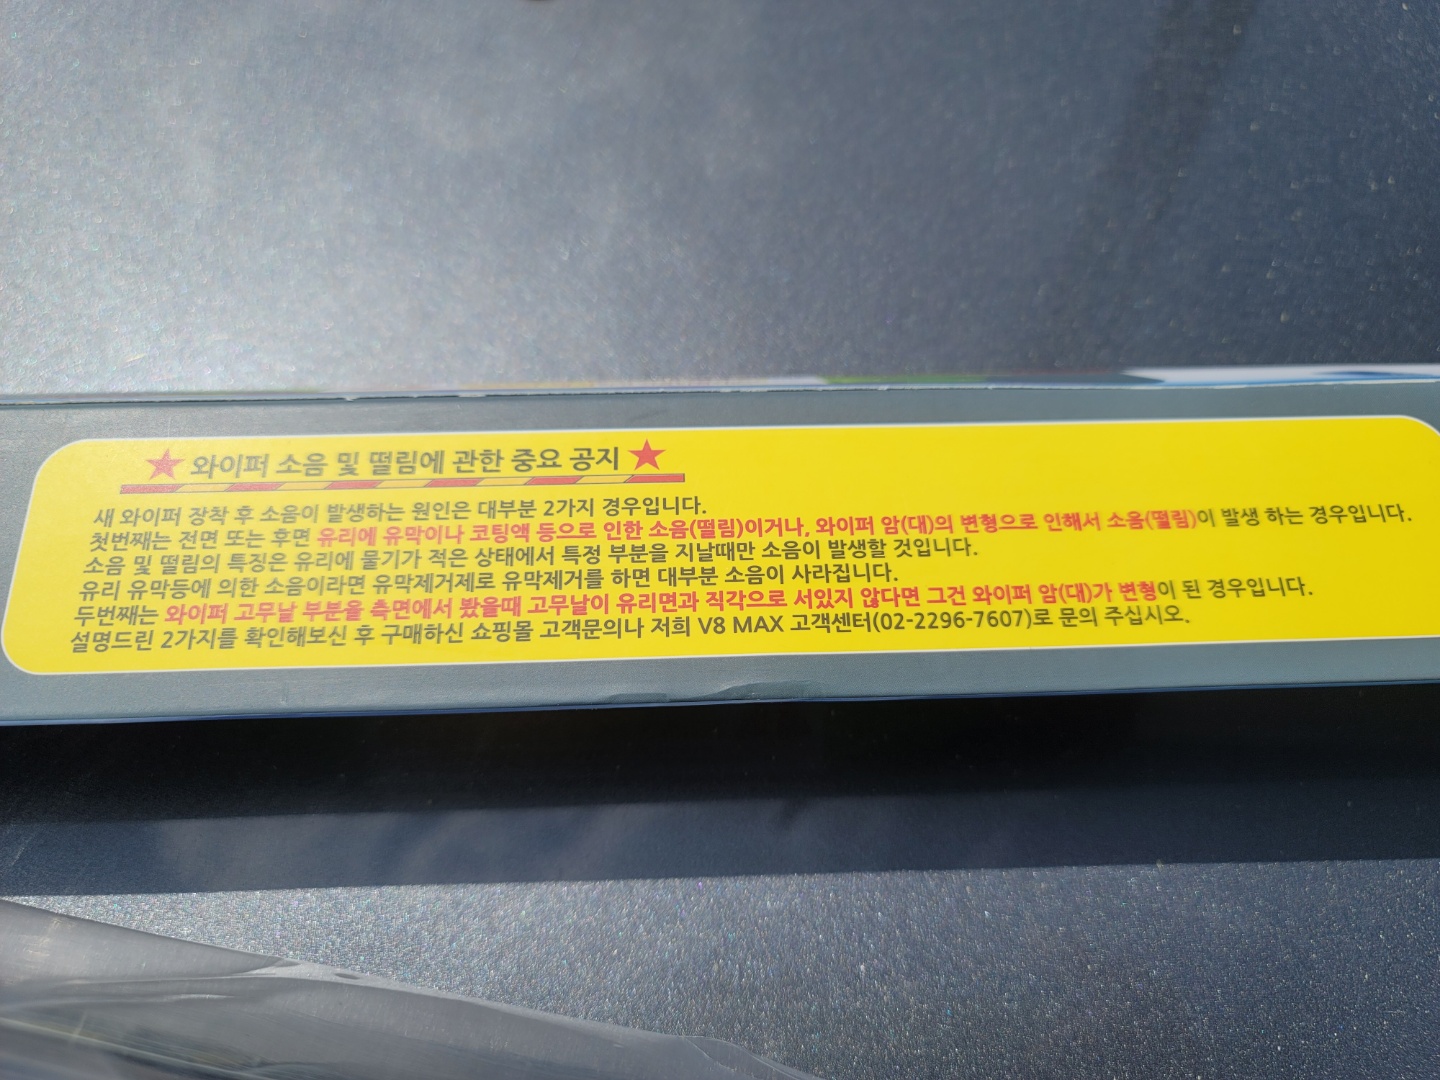 ★ 와이퍼 소음 및 떨림에 관한 중요 공지 ★
새 와이퍼 장착 후 소음이 발생하는 원인은 대부분 2가지 경우입니다.
첫번째는 전면 또는 후면 유리에 유막이나 코팅액 등으로 인한 소음(떨림)이거나, 와이퍼 암(대)의 변형으로 인해서 소음(떨림)이 발생 하는 경우입니다.
소음 및 떨림의 특징은 유리에 물기가 적은 상태에서 특정 부분을 지날때만 소음이 발생할 것입니다.
유리 유막등에 의한 소음이라면 유막제거제로 유막제거를 하면 대부분 소음이 사라집니다.
두번째는 와이퍼 고무날 부분을 측면에서 봤을때 고무날이 유리면과 직각으로 서있지 않다면 그건 와이퍼 암(대)가 변형이 된 경우입니다.
설명드린 2가지를 확인해보신 후 구매하신 쇼핑몰 고객문의나 저희 V8 MAX 고객센터(02-2296-7607)로 문의 주십시오.